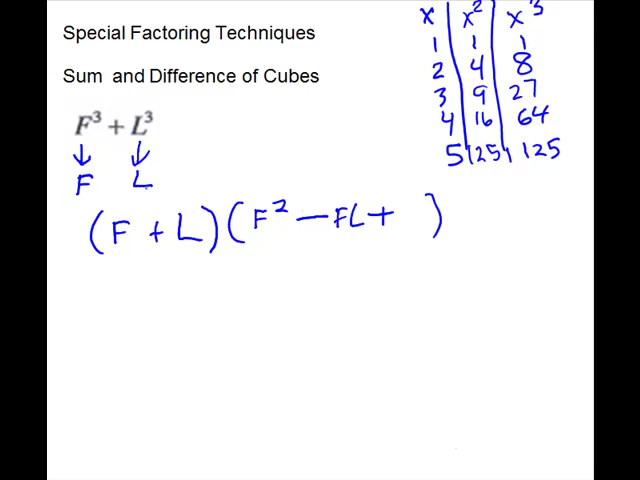 Special Factoring Techniques
Sum and Difference of Cubes
F³ + L³
F L
(F + L)(F² – FL + )
x x² x³
1 1 1
2 4 8
3 9 27
4 16 64
5 25 125